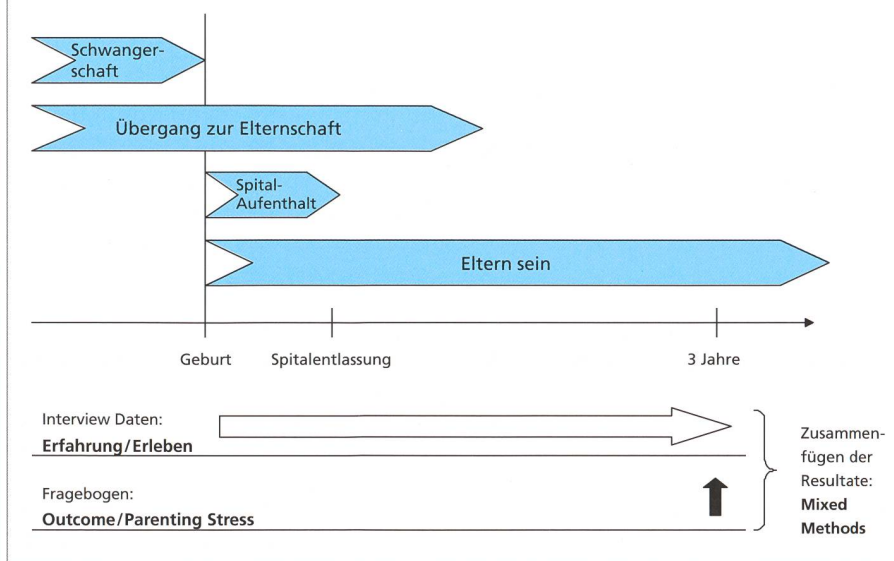 Schwanger-
schaft
Übergang zur Elternschaft
Spital-
Aufenthalt
Eltern sein
Geburt
Spitalentlassung
3 Jahre
Interview Daten:
Erfahrung/Erleben
Fragebogen:
Outcome/Parenting Stress
Zusammen-
fügen der
Resultate:
Mixed
Methods